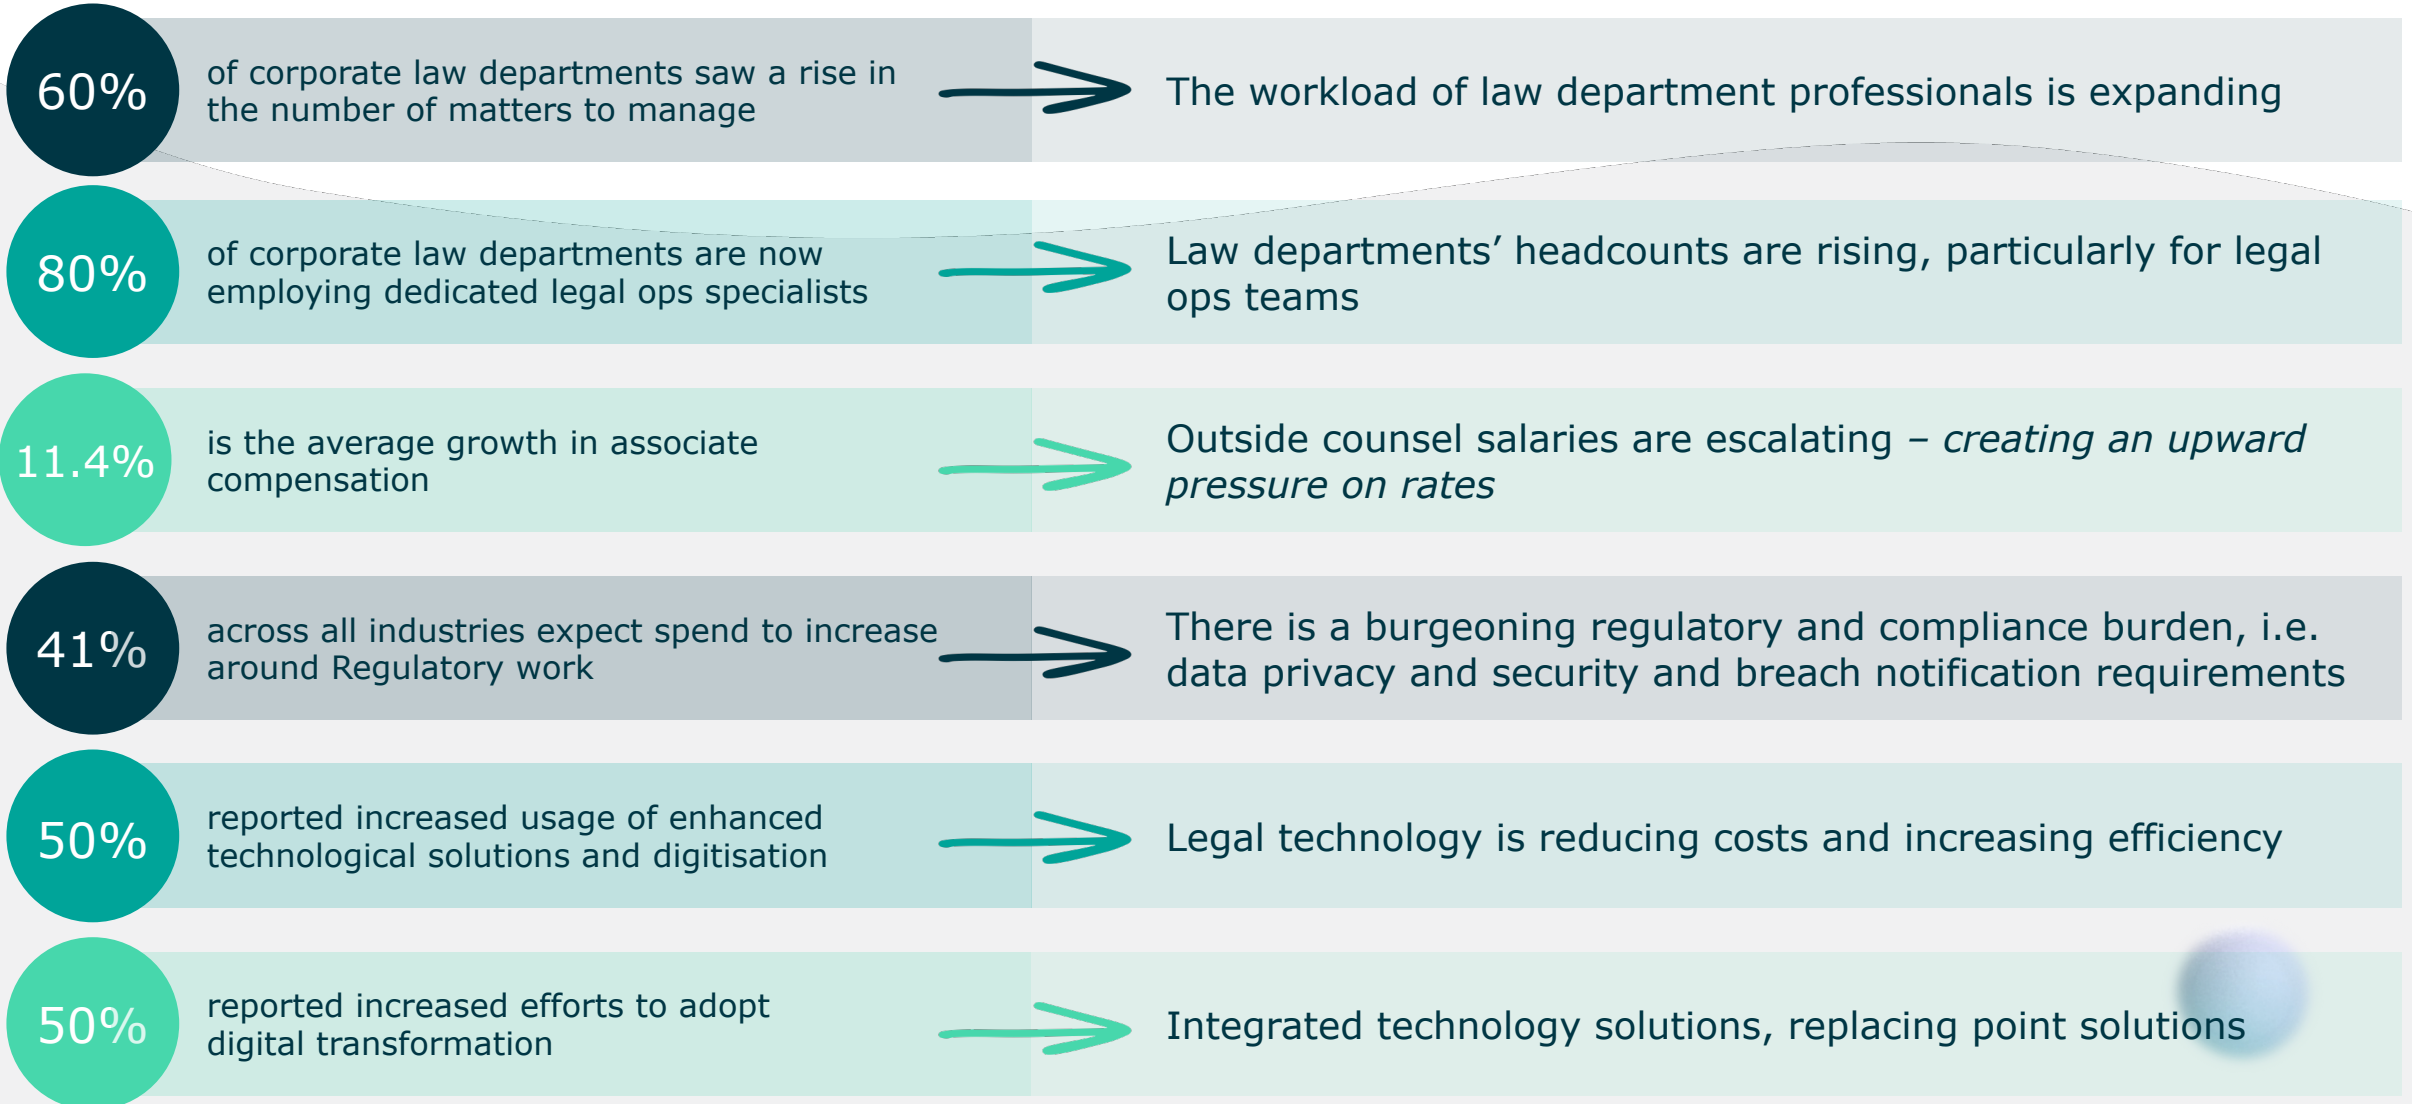 60%
of corporate law departments saw a rise in
the number of matters to manage
The workload of law department professionals is expanding
80%
of corporate law departments are now
employing dedicated legal ops specialists
Law departments’ headcounts are rising, particularly for legal
ops teams
11.4%
is the average growth in associate
compensation
Outside counsel salaries are escalating – creating an upward
pressure on rates
41%
across all industries expect spend to increase
around Regulatory work
There is a burgeoning regulatory and compliance burden, i.e.
data privacy and security and breach notification requirements
50%
reported increased usage of enhanced
technological solutions and digitisation
Legal technology is reducing costs and increasing efficiency
50%
reported increased efforts to adopt
digital transformation
Integrated technology solutions, replacing point solutions